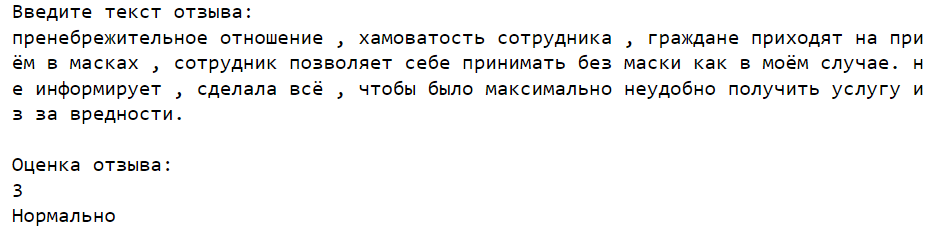 Введите текст отзыва:
пренебрежительное отношение , хамоватость сотрудника , граждане приходят на при
ём в масках , сотрудник позволяет себе принимать без маски как в моём случае. н
е информирует , сделала всё , чтобы было максимально неудобно получить услугу и
з за вредности.
Оценка отзыва:
3
Нормально